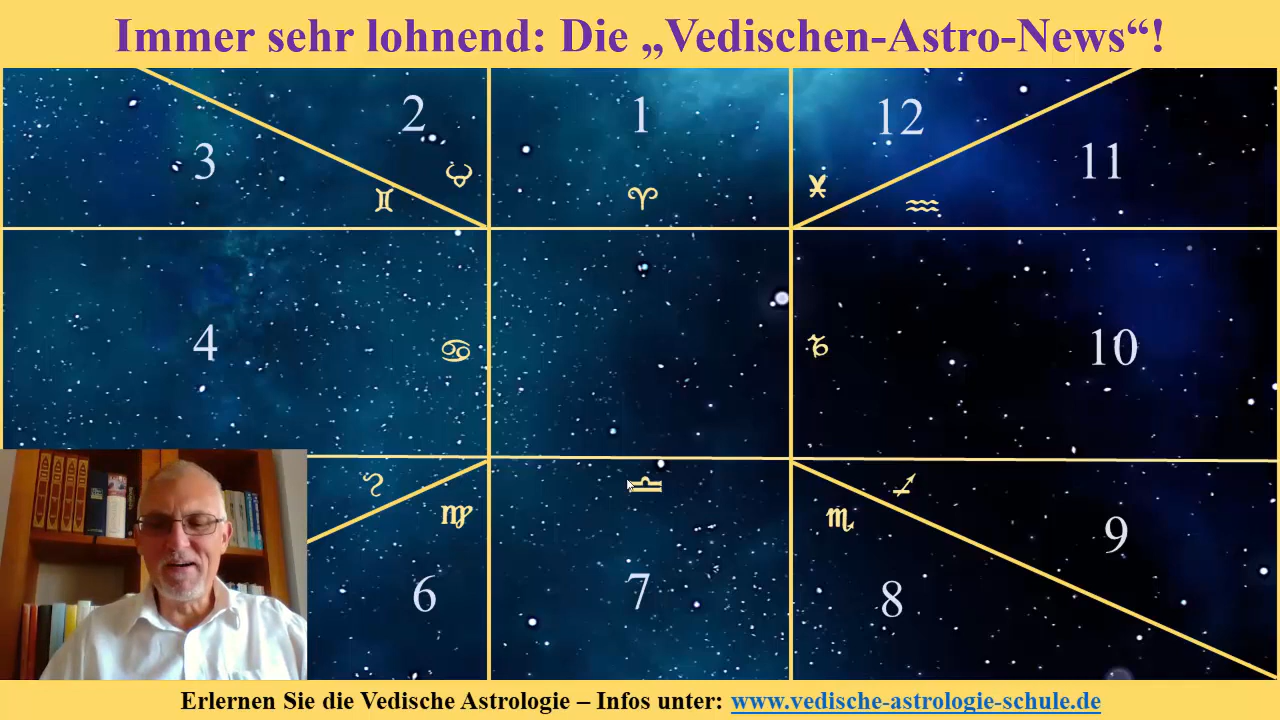 Immer sehr lohnend: Die „Vedischen-Astro-News“!
2 1 12
3 11
♉
♊ ♈ ♓
♒
4 ♋ ♑ 10
♌ ♎ ♐
♍ ♏ 9
6 7 8
Erlernen Sie die Vedische Astrologie – Infos unter: www.vedische-astrologie-schule.de